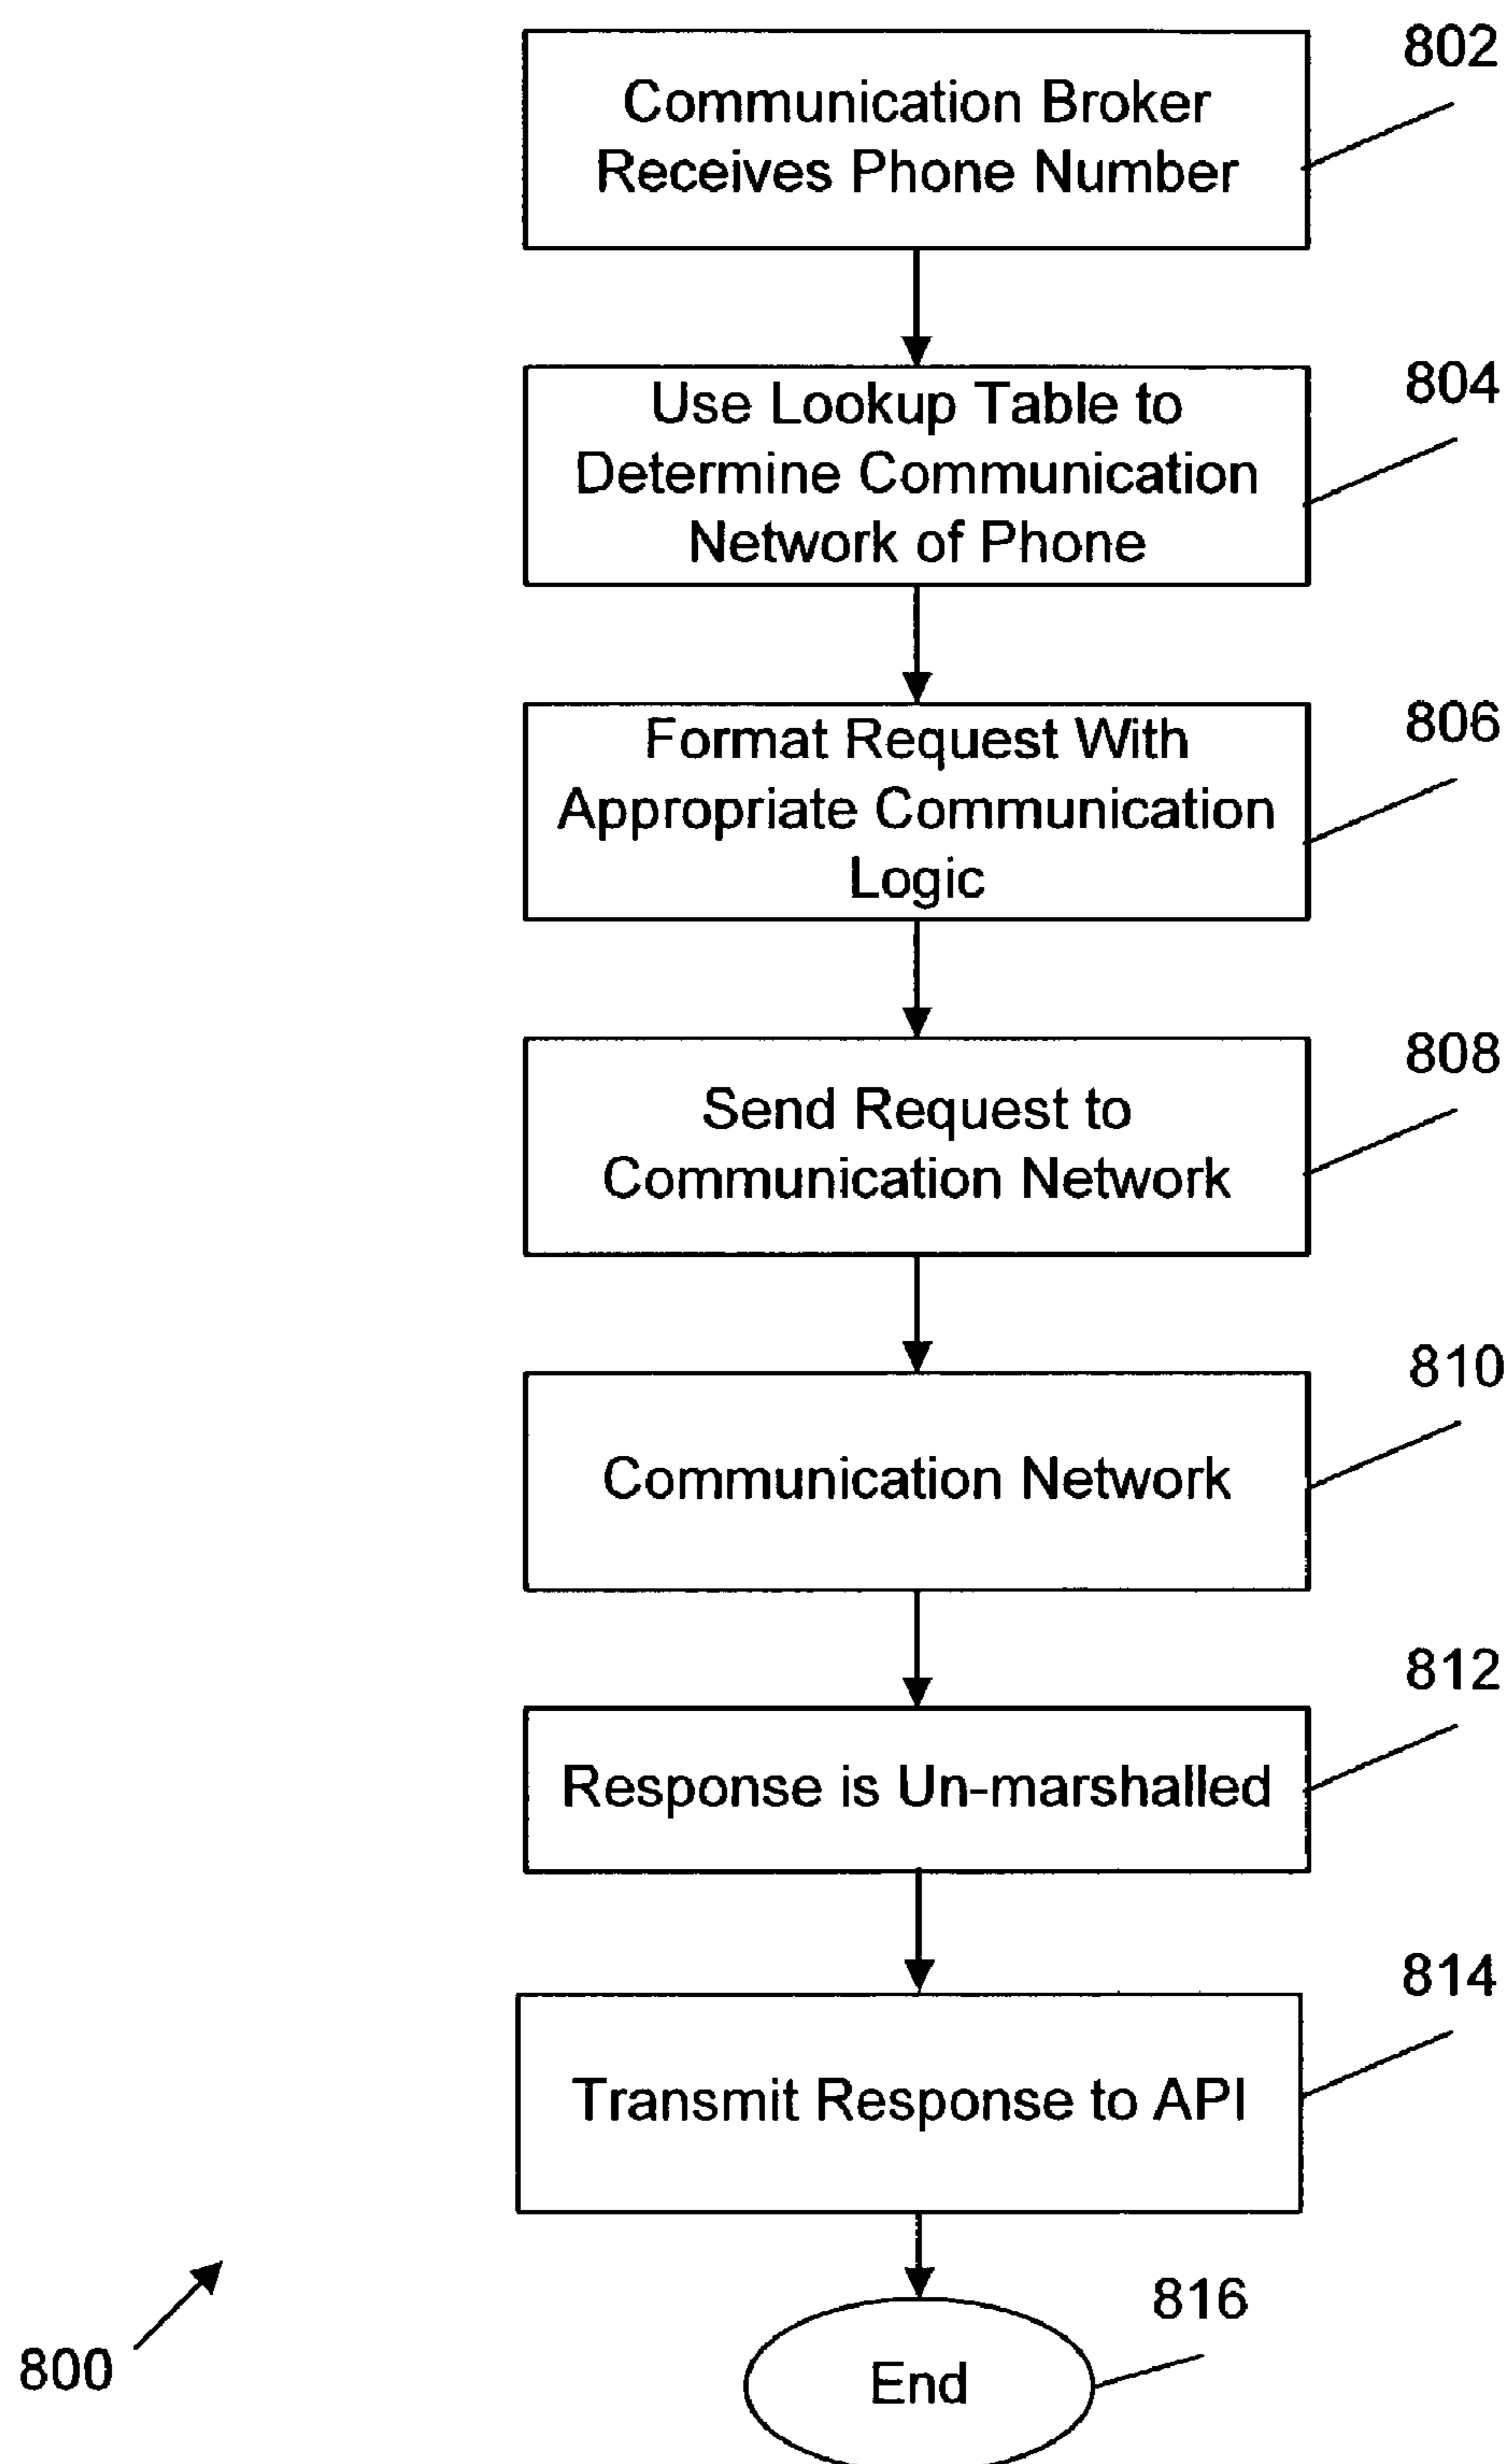 802
Communication Broker
Receives Phone Number
804
Use Lookup Table to
Determine Communication
Network of Phone
806
Format Request With
Appropriate Communication
Logic
808
Send Request to
Communication Network
810
Communication Network
812
Response is Un-marshalled
814
Transmit Response to API
816
End
800